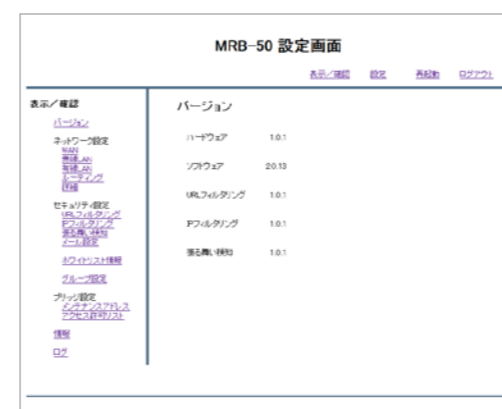 MRB-50 設定画面
表示／確認 設定 再起動 ログアウト
表示／確認
バージョン
ネットワーク設定
WAN
無線LAN
有線LAN
ルーティング
詳細
セキュリティ設定
URLフィルタリング
IPフィルタリング
振る舞い検知
メール設定
ホワイトリスト情報
グループ設定
ブリッジ設定
メンテナンスアドレス
アクセス許可リスト
情報
ログ
バージョン
ハードウェア 1.0.1
ソフトウェア 2.0.13
URLフィルタリング 1.0.1
IPフィルタリング 1.0.1
振る舞い検知 1.0.1